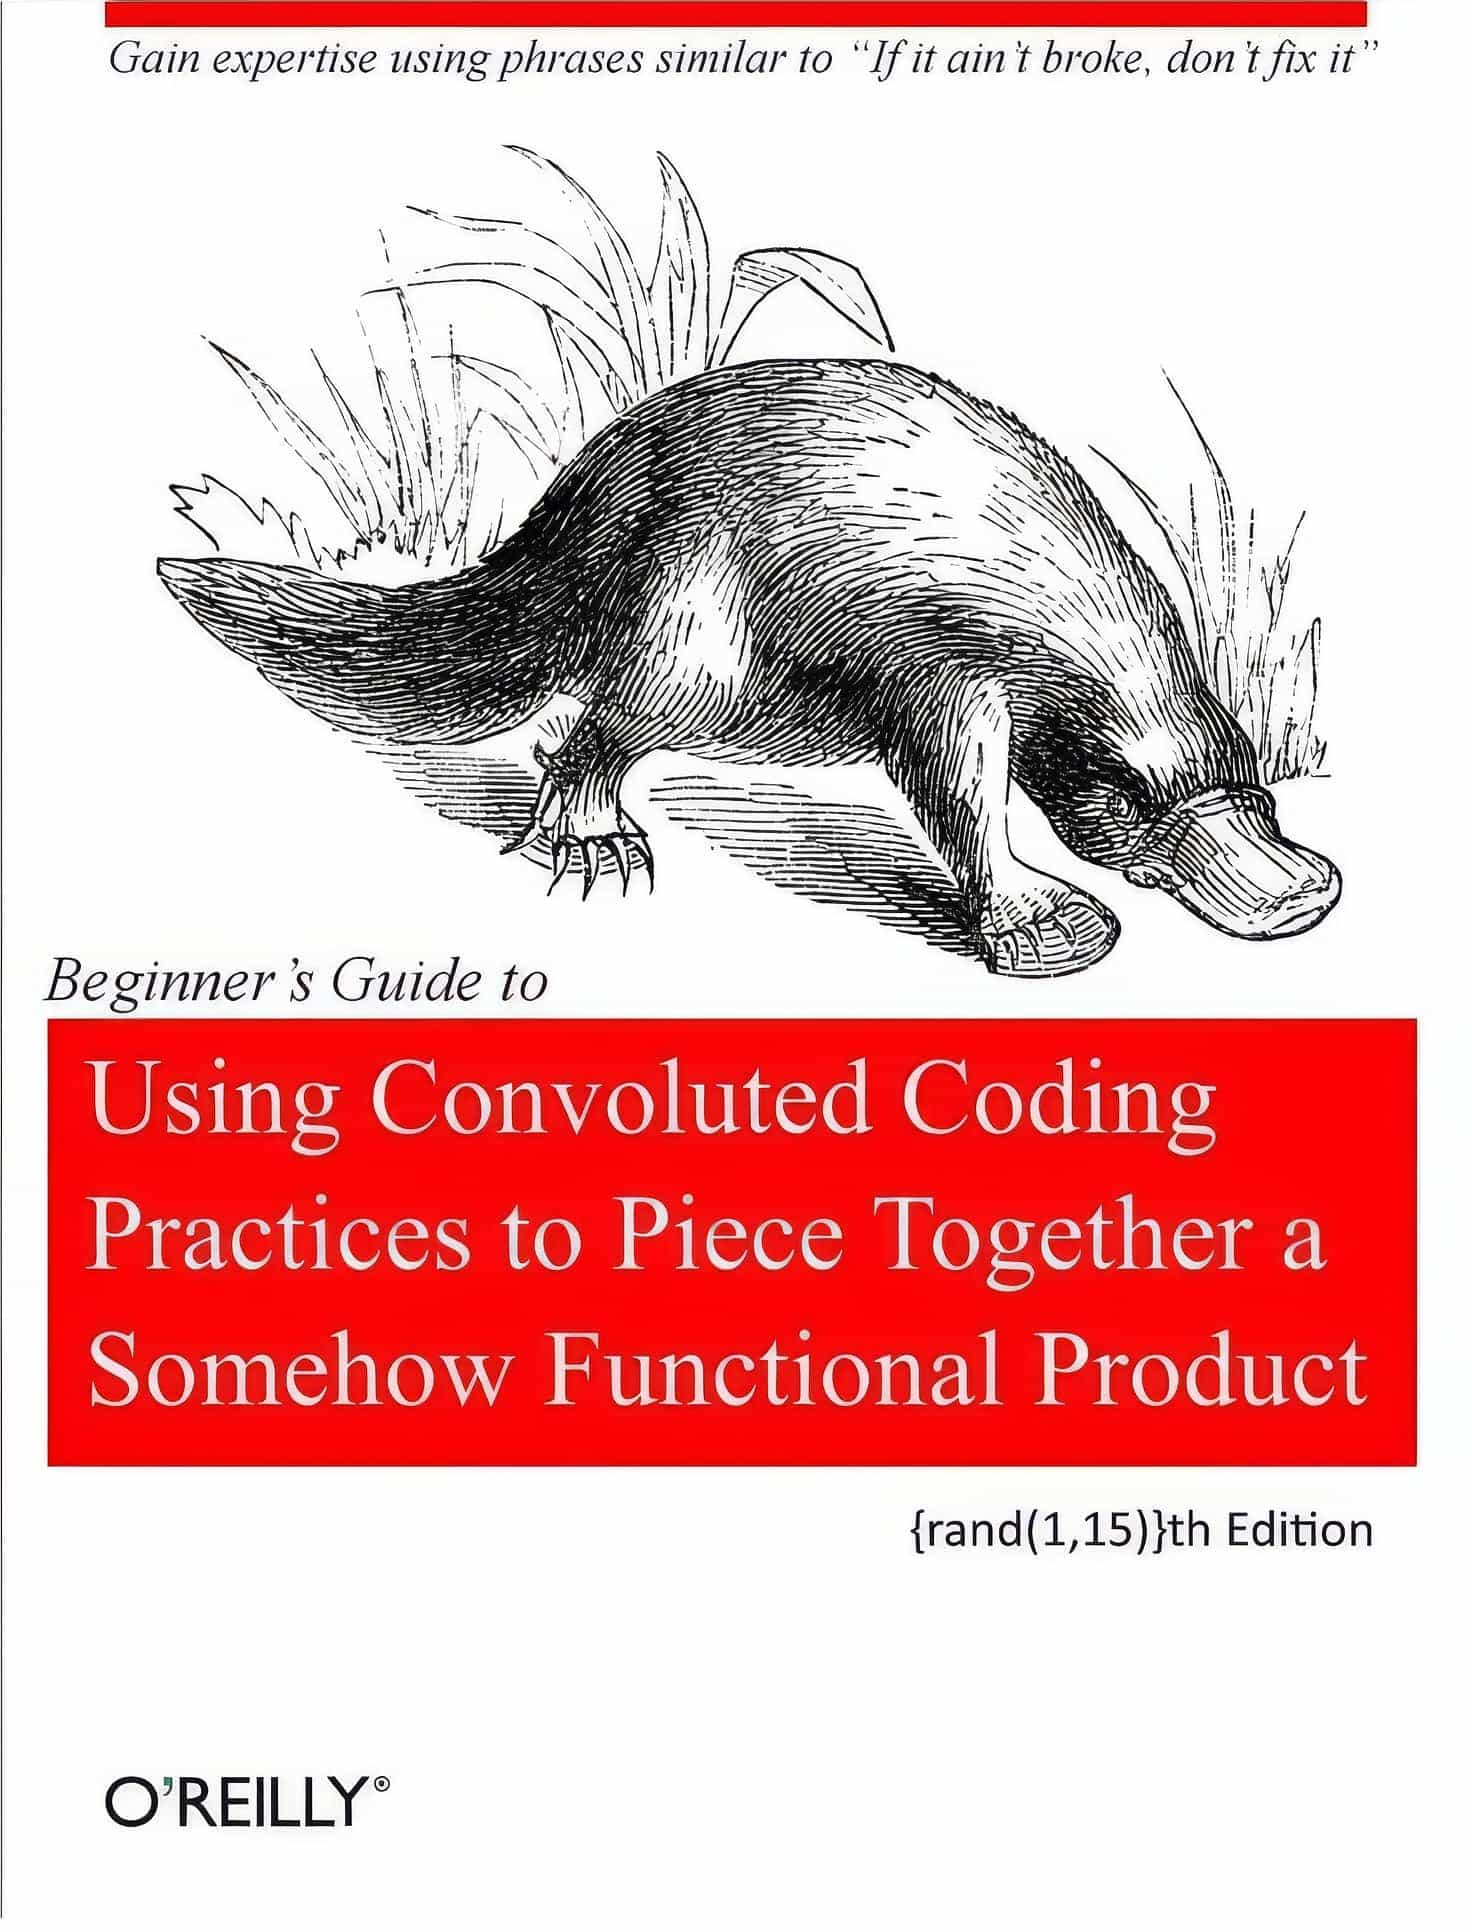 Gain expertise using phrases similar to “If it ain’t broke, don’t fix it”
Beginner’s Guide to
Using Convoluted Coding
Practices to Piece Together a
Somehow Functional Product
{rand(1,15)}th Edition
O’REILLY®